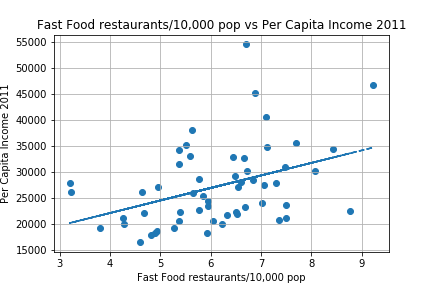 Fast Food restaurants/10,000 pop vs Per Capita Income 2011
Per Capita Income 2011
55000
50000
45000
40000
35000
30000
25000
20000
15000
3 4 5 6 7 8 9
Fast Food restaurants/10,000 pop